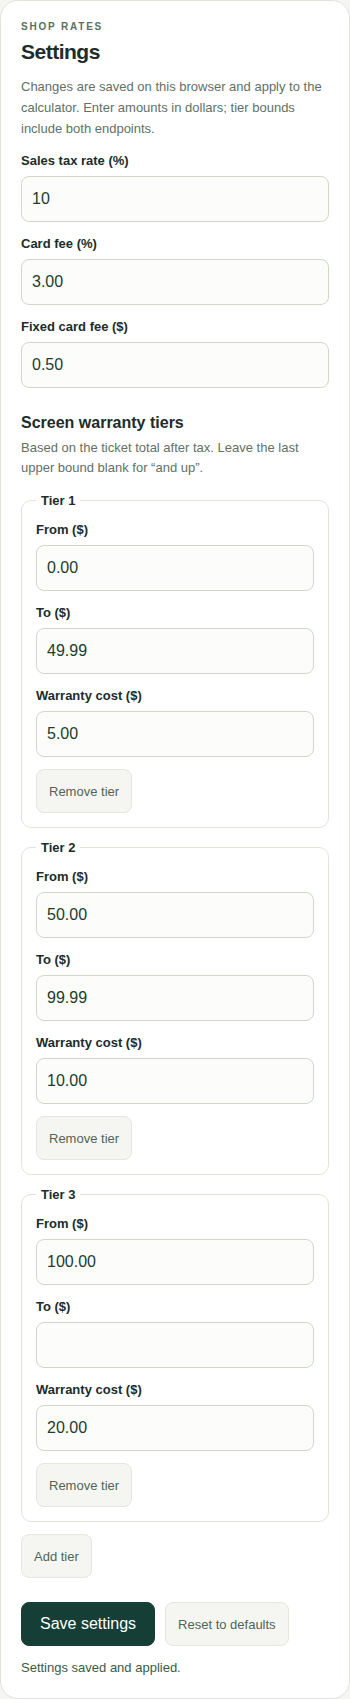 SHOP RATES
Settings
Changes are saved on this browser and apply to the
calculator. Enter amounts in dollars; tier bounds
include both endpoints.
Sales tax rate (%)
10
Card fee (%)
3.00
Fixed card fee ($)
0.50
Screen warranty tiers
Based on the ticket total after tax. Leave the last
upper bound blank for “and up”.
Tier 1
From ($)
0.00
To ($)
49.99
Warranty cost ($)
5.00
Remove tier
Tier 2
From ($)
50.00
To ($)
99.99
Warranty cost ($)
10.00
Remove tier
Tier 3
From ($)
100.00
To ($)
Warranty cost ($)
20.00
Remove tier
Add tier
Save settings Reset to defaults
Settings saved and applied.